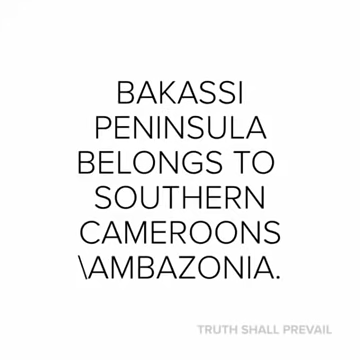 BAKASSI
PENINSULA
BELONGS TO
SOUTHERN
CAMEROONS
\AMBAZONIA.
TRUTH SHALL PREVAIL